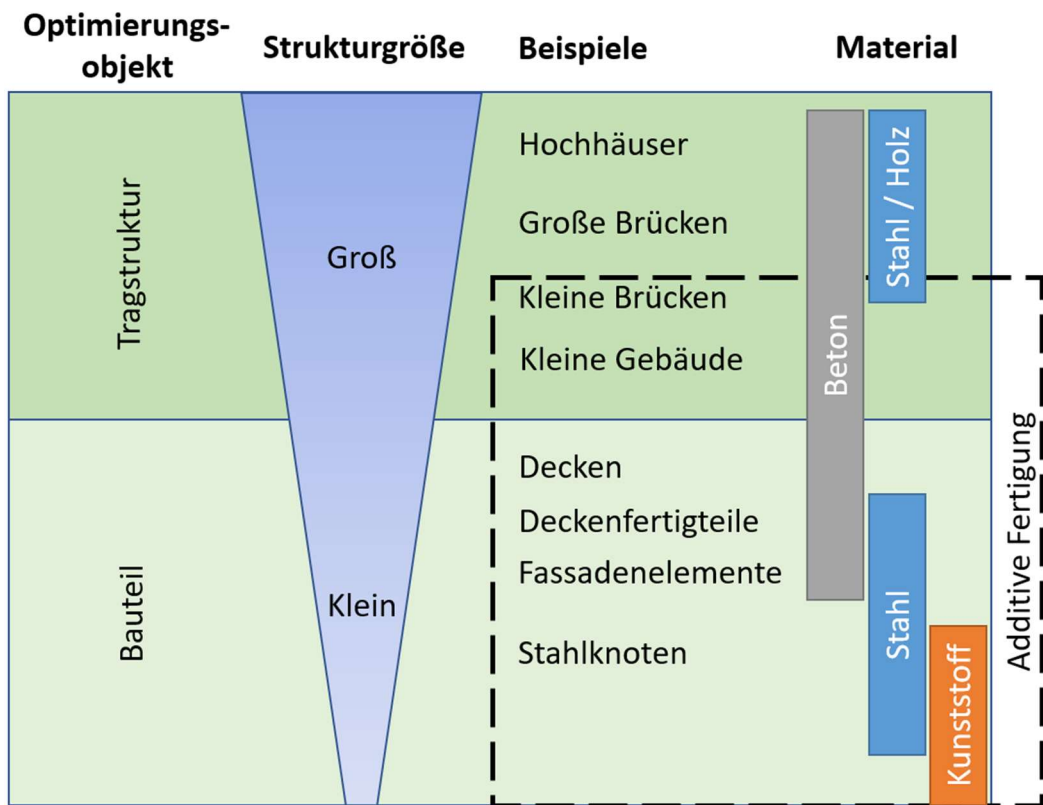 Optimierungs-
objekt
Strukturgröße
Beispiele
Material
Tragstruktur
Groß
Hochhäuser
Große Brücken
Kleine Brücken
Kleine Gebäude
Beton
Stahl / Holz
Bauteil
Klein
Decken
Deckenfertigteile
Fassadenelemente
Stahlknoten
Stahl
Kunststoff
Additive Fertigung